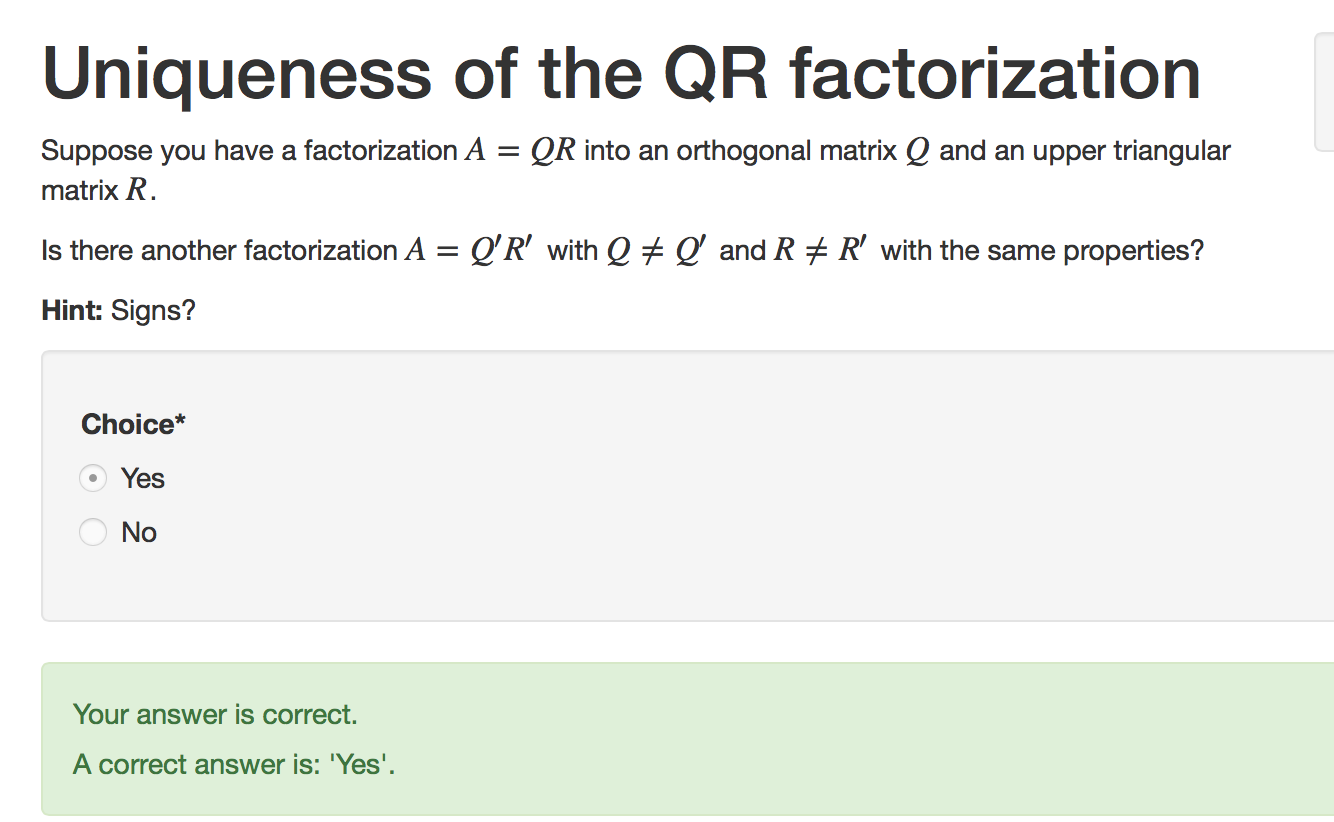 Uniqueness of the QR factorization
Suppose you have a factorization A = QR into an orthogonal matrix Q and an upper triangular
matrix R.
Is there another factorization A = Q′R′ with Q ≠ Q′ and R ≠ R′ with the same properties?
Hint: Signs?
Choice*
Yes
No
Your answer is correct.
A correct answer is: 'Yes'.